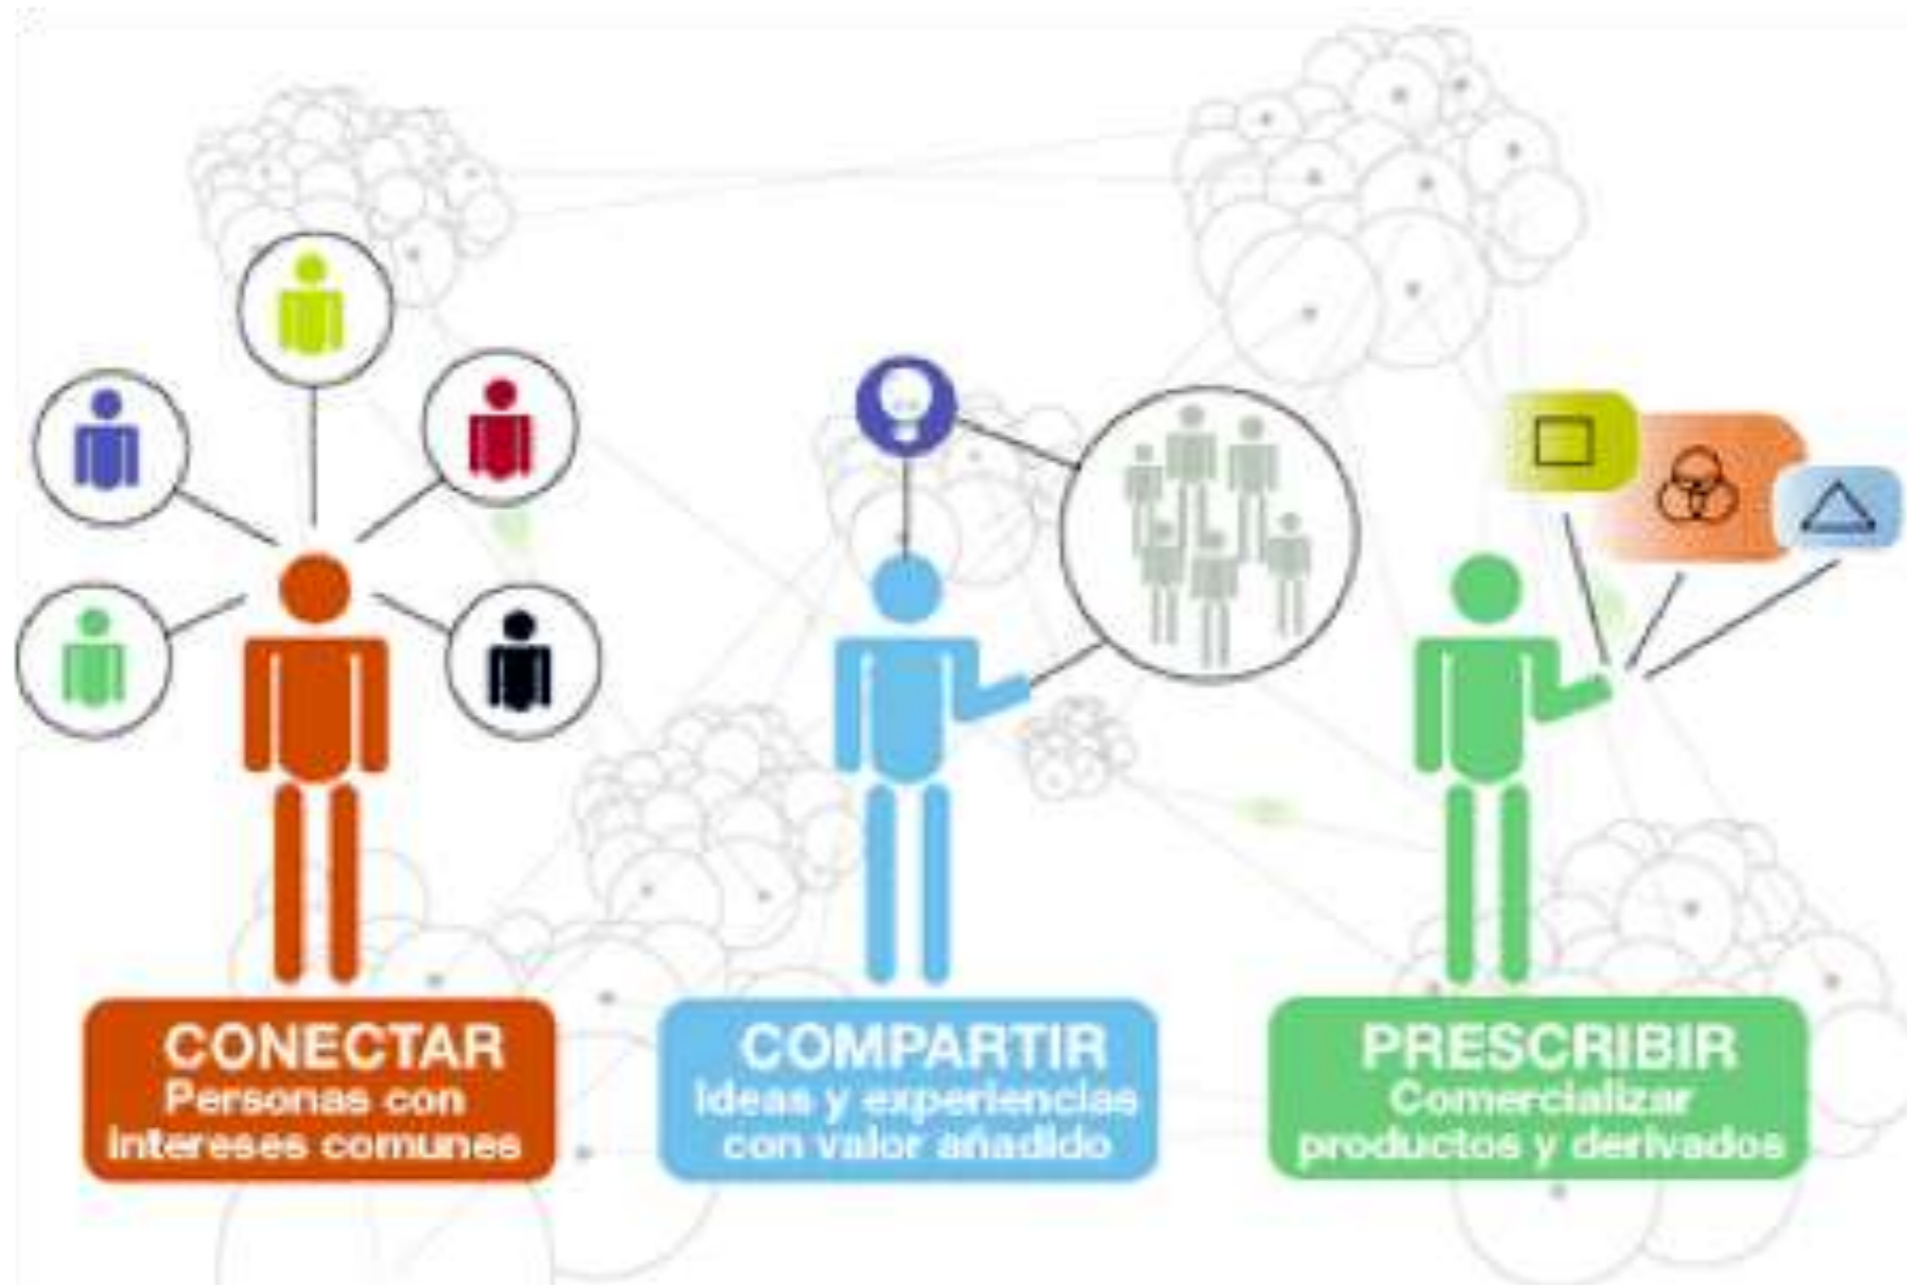 CONECTAR
Personas con
intereses comunes
COMPARTIR
Ideas y experiencias
con valor añadido
PRESCRIBIR
Comercializar
productos y derivados